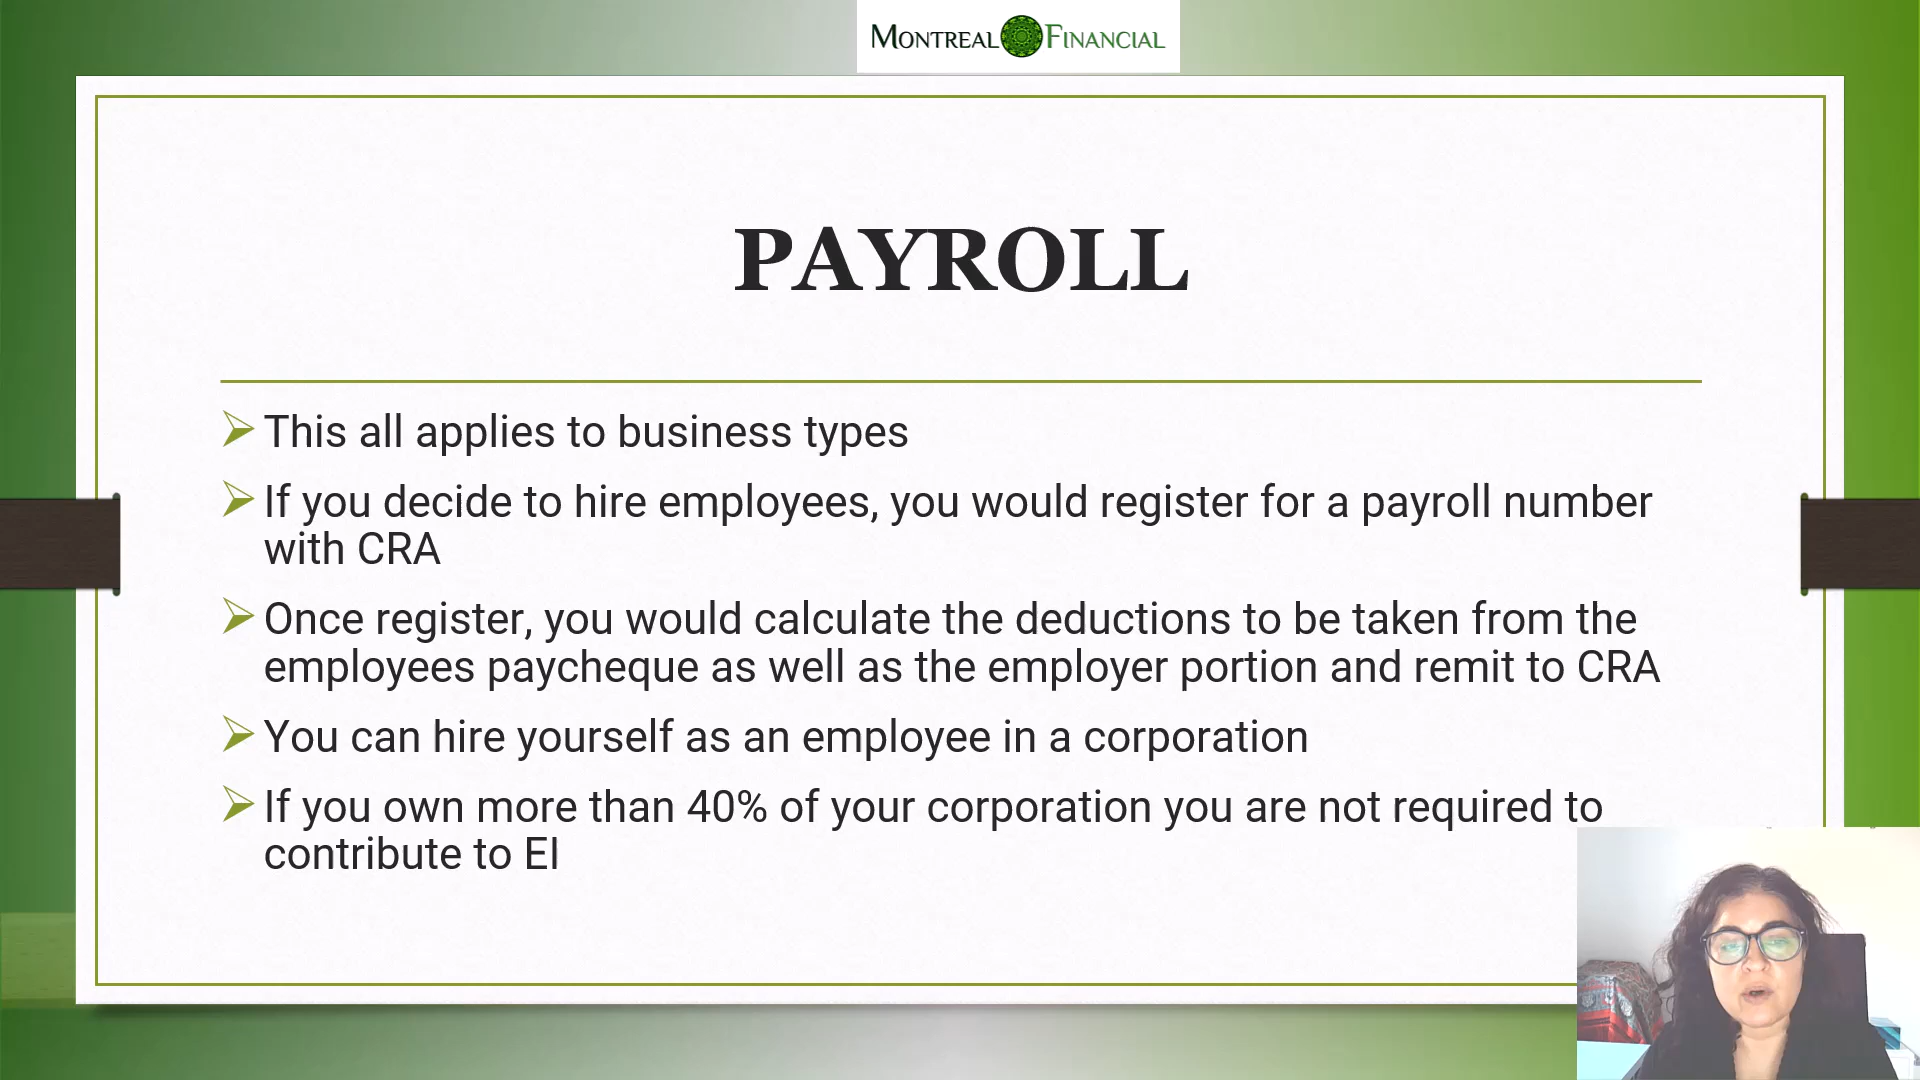 MONTREAL FINANCIAL
PAYROLL
This all applies to business types
If you decide to hire employees, you would register for a payroll number
with CRA
Once register, you would calculate the deductions to be taken from the
employees paycheque as well as the employer portion and remit to CRA
You can hire yourself as an employee in a corporation
If you own more than 40% of your corporation you are not required to
contribute to EI